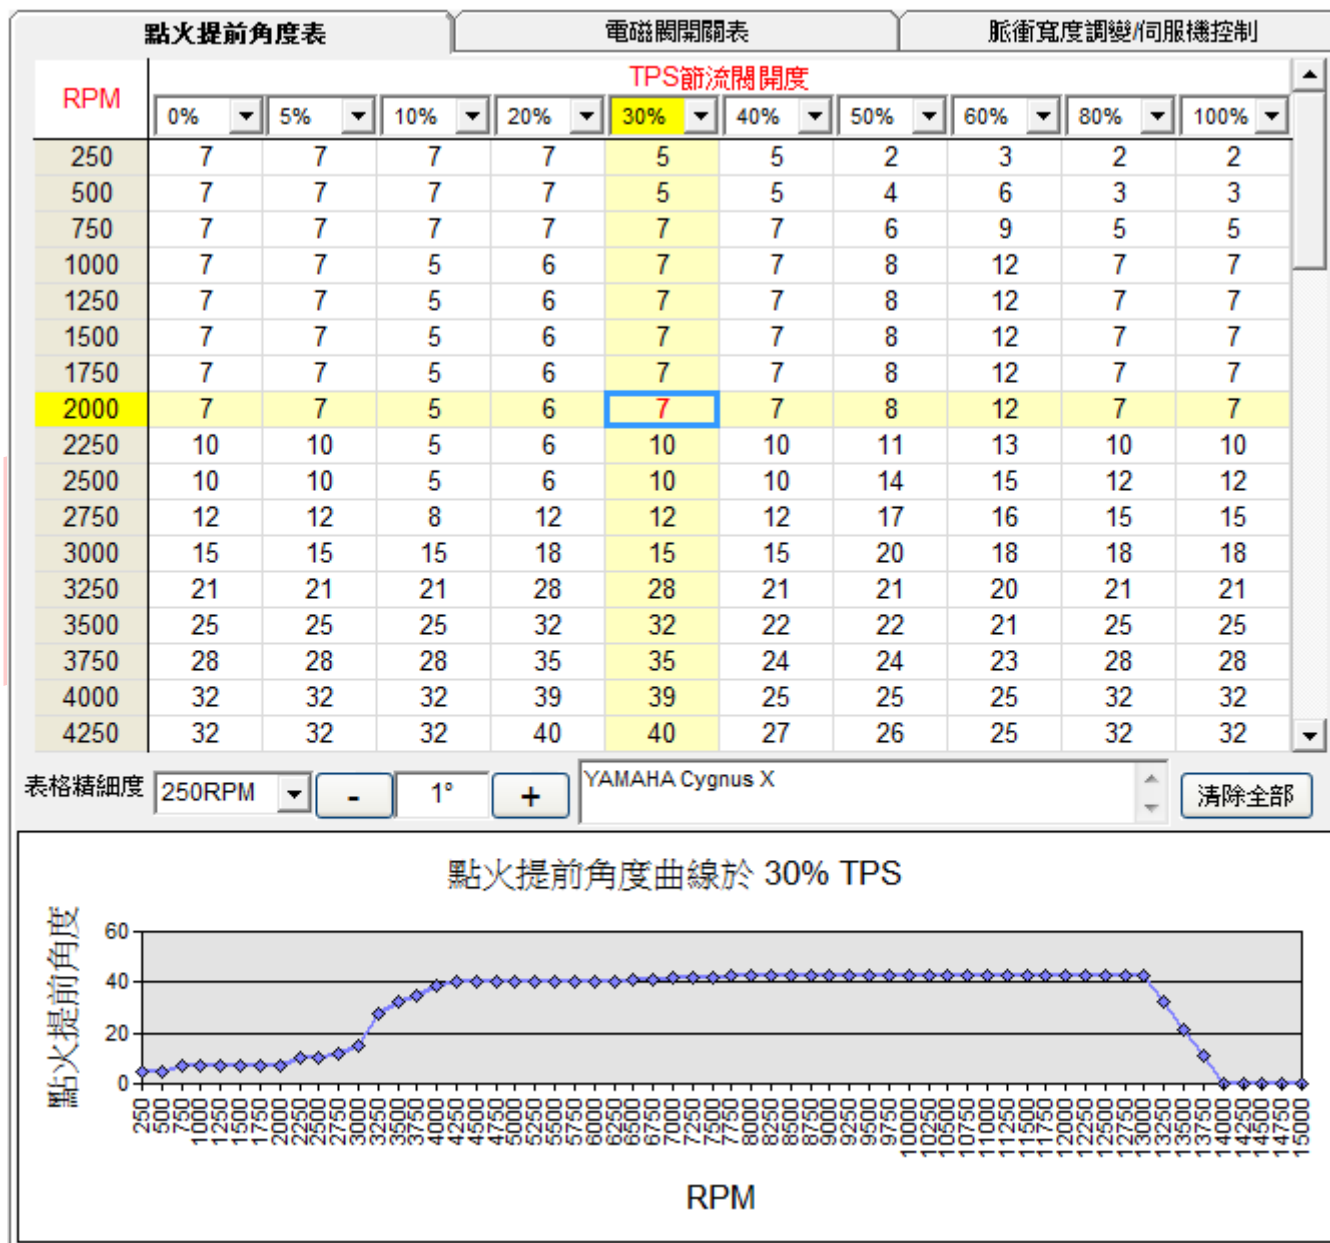 點火提前角度表 電磁閥開關表 脈衝寬度調變/伺服機控制
TPS節流閥開度
RPM
0% 5% 10% 20% 30% 40% 50% 60% 80% 100%
250 7 7 7 7 5 5 2 3 2 2
500 7 7 7 7 5 5 4 6 3 3
750 7 7 7 7 7 7 6 9 5 5
1000 7 7 5 6 7 7 8 12 7 7
1250 7 7 5 6 7 7 8 12 7 7
1500 7 7 5 6 7 7 8 12 7 7
1750 7 7 5 6 7 7 8 12 7 7
2000 7 7 5 6 7 7 8 12 7 7
2250 10 10 5 6 10 10 11 13 10 10
2500 10 10 5 6 10 10 14 15 12 12
2750 12 12 8 12 12 12 17 16 15 15
3000 15 15 15 18 15 15 20 18 18 18
3250 21 21 21 28 28 21 21 20 21 21
3500 25 25 25 32 32 22 22 21 25 25
3750 28 28 28 35 35 24 24 23 28 28
4000 32 32 32 39 39 25 25 25 32 32
4250 32 32 32 40 40 27 26 25 32 32
表格精細度 250RPM - 1° + YAMAHA Cygnus X 清除全部
點火提前角度曲線於 30% TPS
點火提前角度
60
40
20
0
250 500 750 1000 1250 1500 1750 2000 2250 2500 2750 3000 3250 3500 3750 4000 4250 4500 4750 5000 5250 5500 5750 6000 6250 6500 6750 7000 7250 7500 7750 8000 8250 8500 8750 9000 9250 9500 9750 10000 10250 10500 10750 11000 11250 11500 11750 12000 12250 12500 12750 13000 13250 13500 13750 14000 14250 14500 14750 15000
RPM